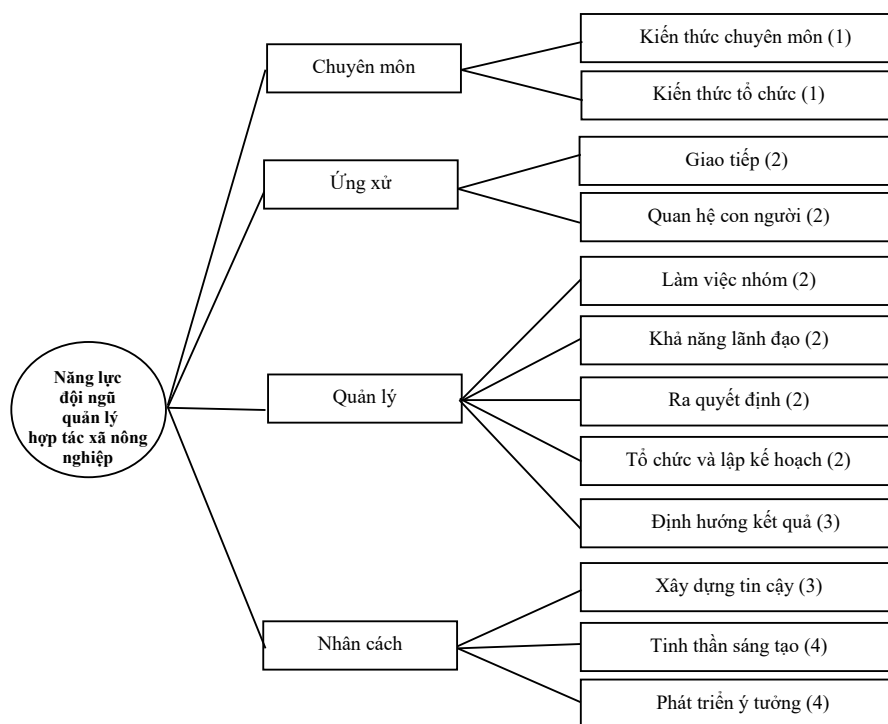 Năng lực
đội ngũ
quản lý
hợp tác xã nông
nghiệp
Chuyên môn
Kiến thức chuyên môn (1)
Kiến thức tổ chức (1)
Ứng xử
Giao tiếp (2)
Quan hệ con người (2)
Quản lý
Làm việc nhóm (2)
Khả năng lãnh đạo (2)
Ra quyết định (2)
Tổ chức và lập kế hoạch (2)
Định hướng kết quả (3)
Nhân cách
Xây dựng tin cậy (3)
Tinh thần sáng tạo (4)
Phát triển ý tưởng (4)